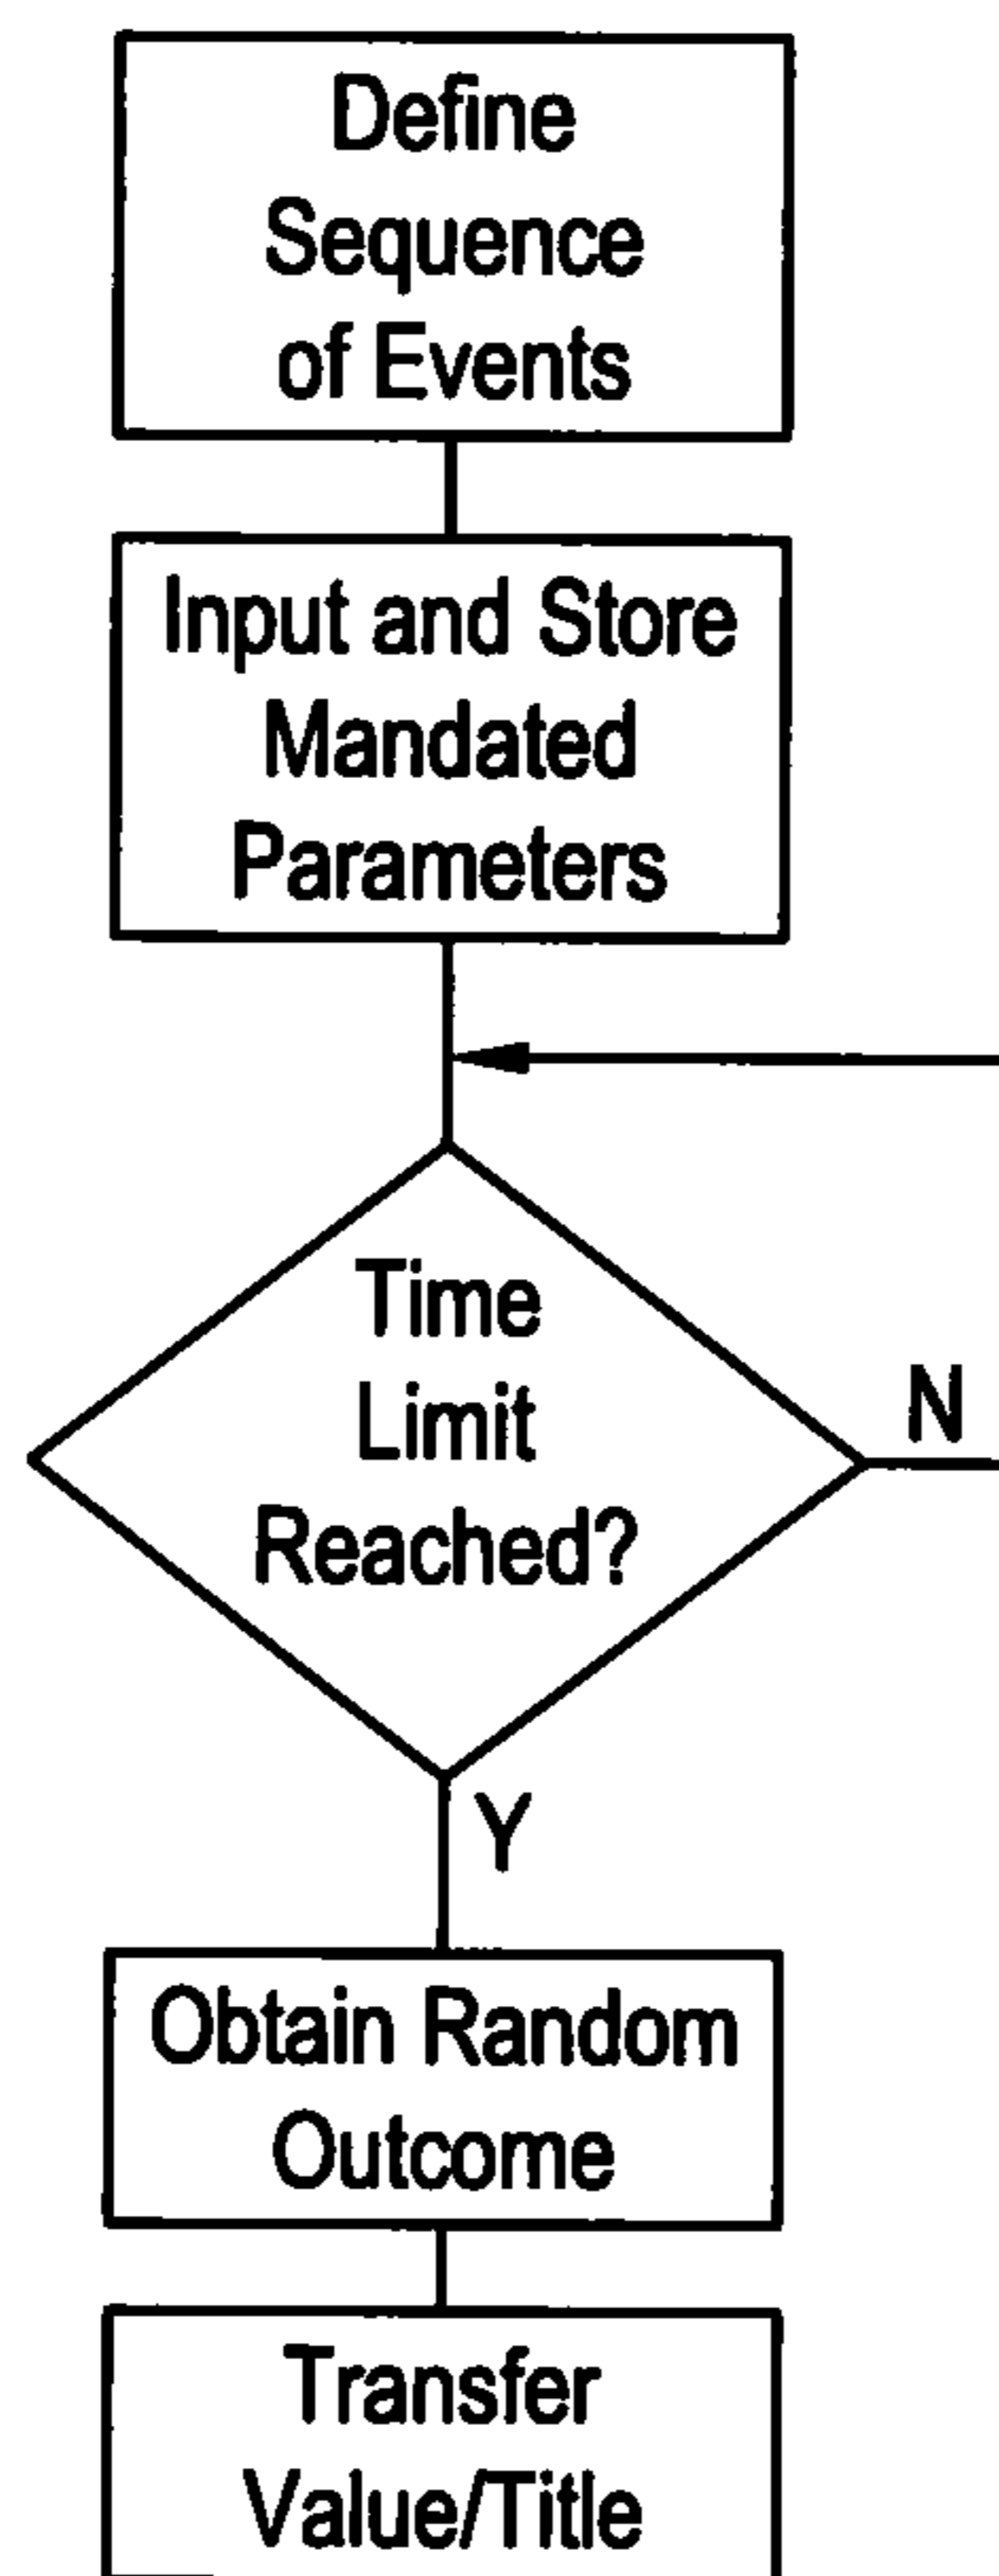 Define
Sequence
of Events
Input and Store
Mandated
Parameters
Time
Limit
Reached?
N
Y
Obtain Random
Outcome
Transfer
Value/Title